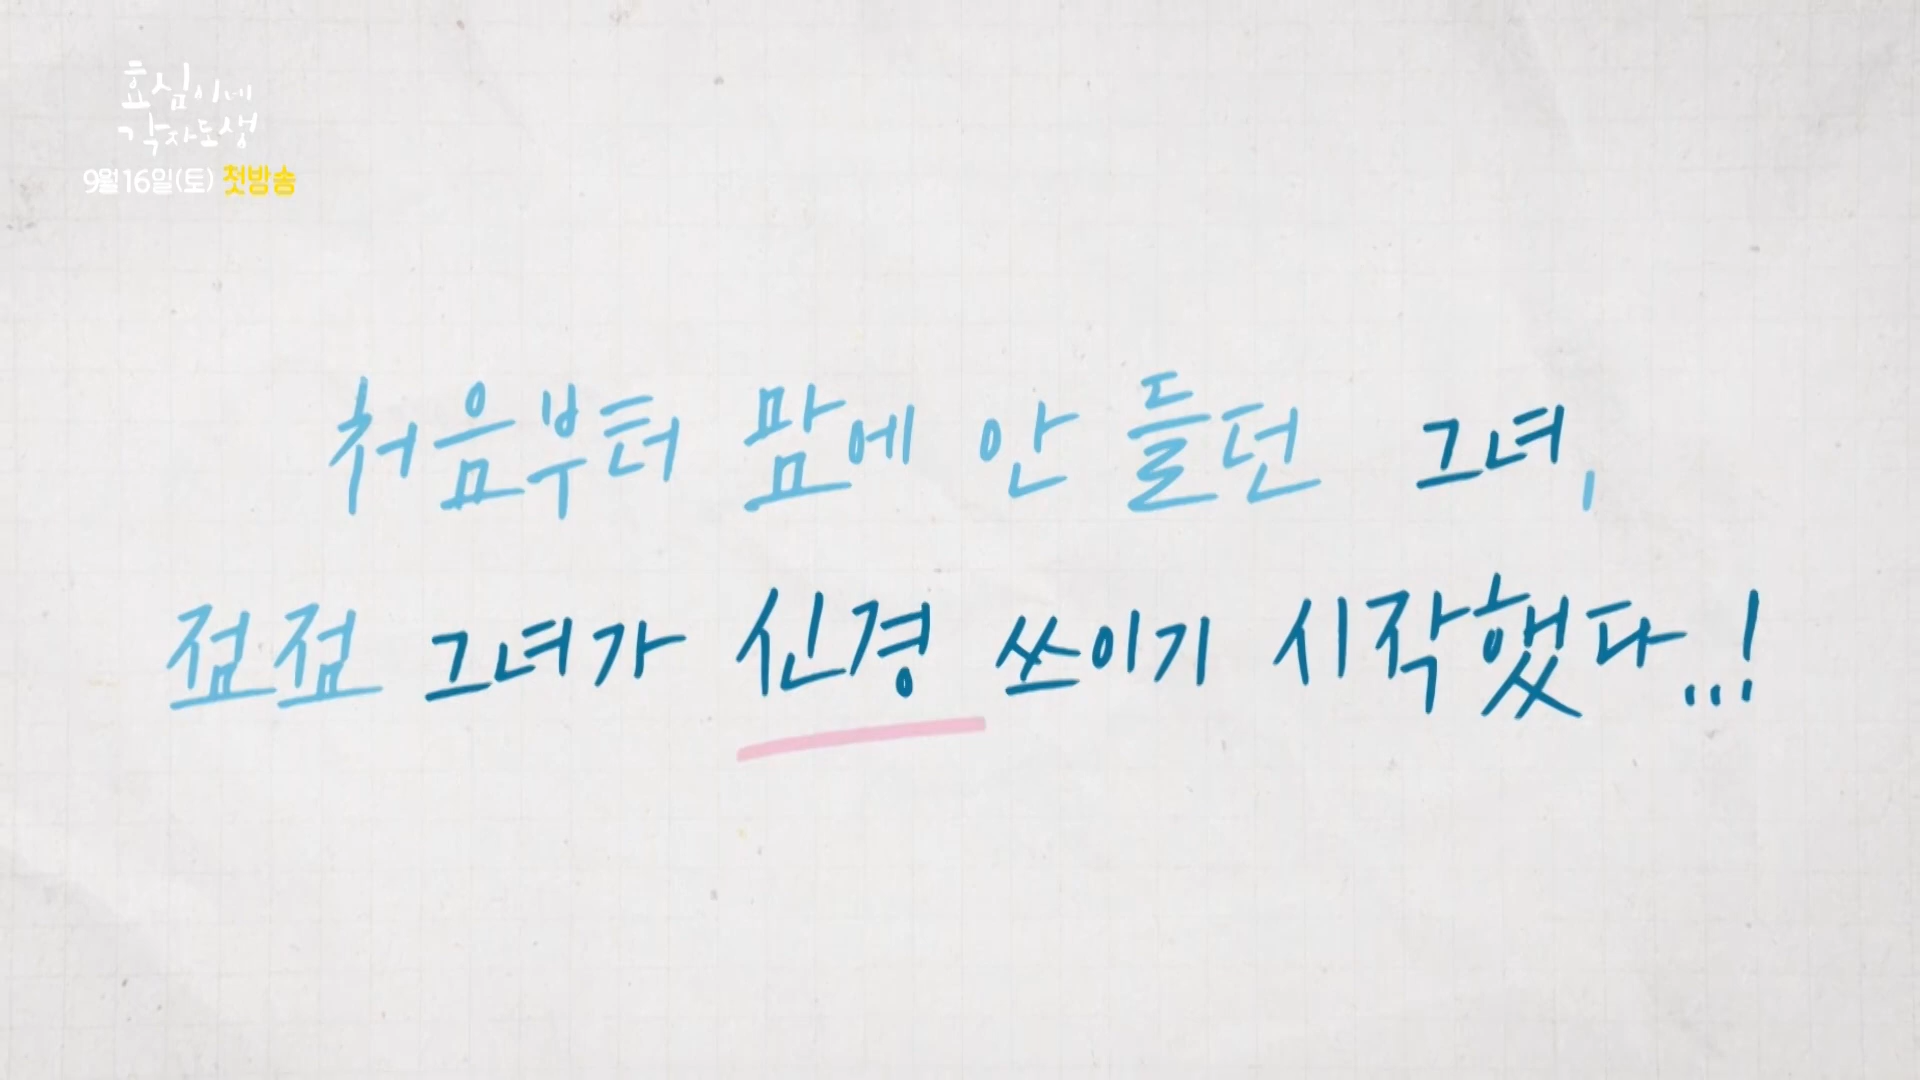 효심이네
각자도생
9월16일(토) 첫방송
처음부터 맘에 안 들던 그녀,
점점 그녀가 신경 쓰이기 시작했다..!